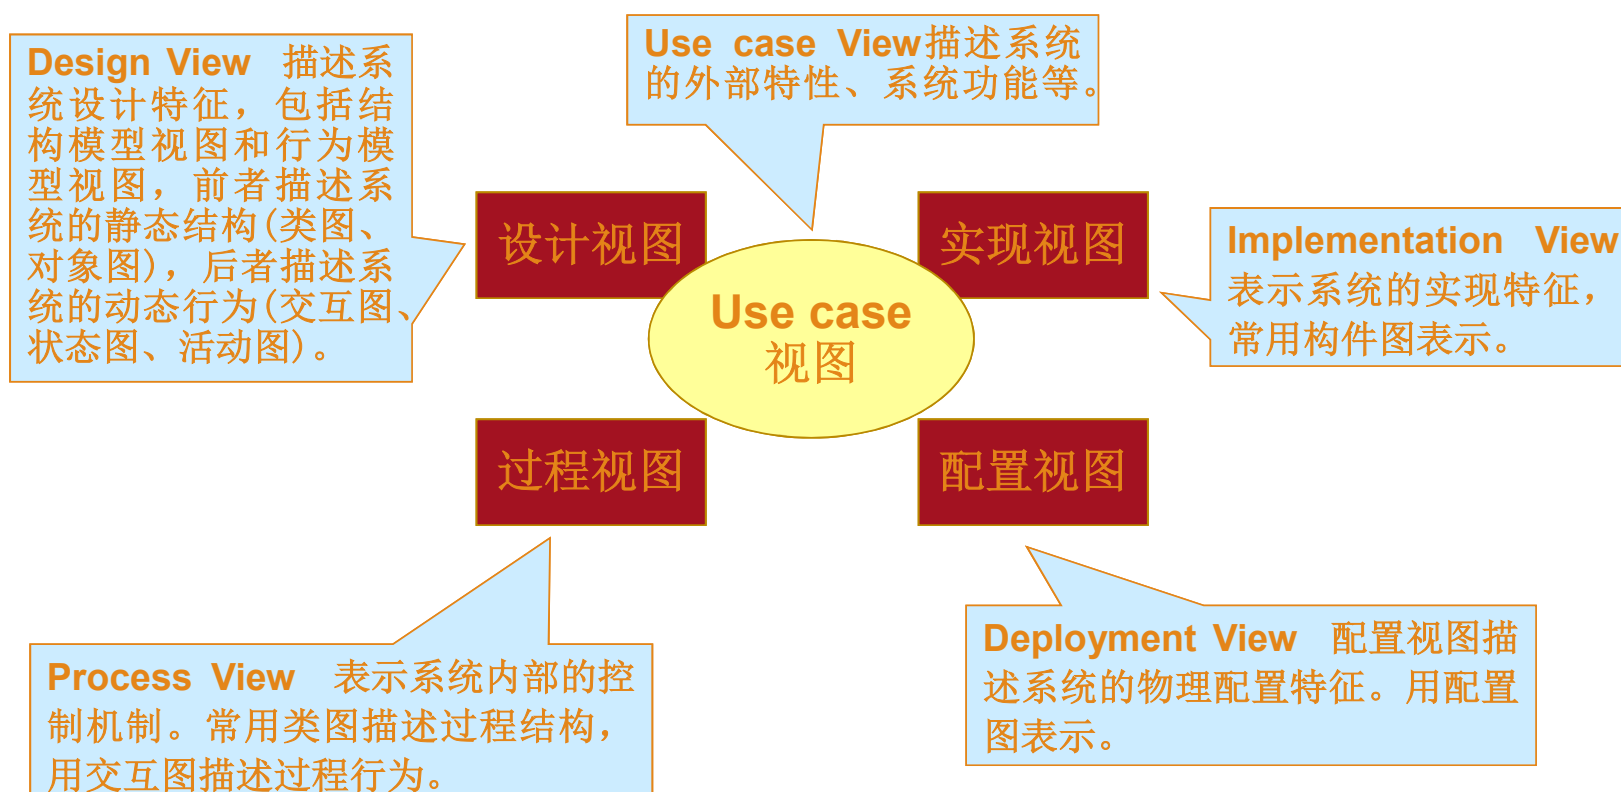 Design View 描述系
统设计特征，包括结
构模型视图和行为模
型视图，前者描述系
统的静态结构(类图、
对象图)，后者描述系
统的动态行为(交互图、
状态图、活动图)。
Use case View描述系统
的外部特性、系统功能等。
设计视图
实现视图
Use case
视图
Implementation View
表示系统的实现特征，
常用构件图表示。
过程视图
配置视图
Process View 表示系统内部的控
制机制。常用类图描述过程结构，
用交互图描述过程行为。
Deployment View 配置视图描
述系统的物理配置特征。用配置
图表示。